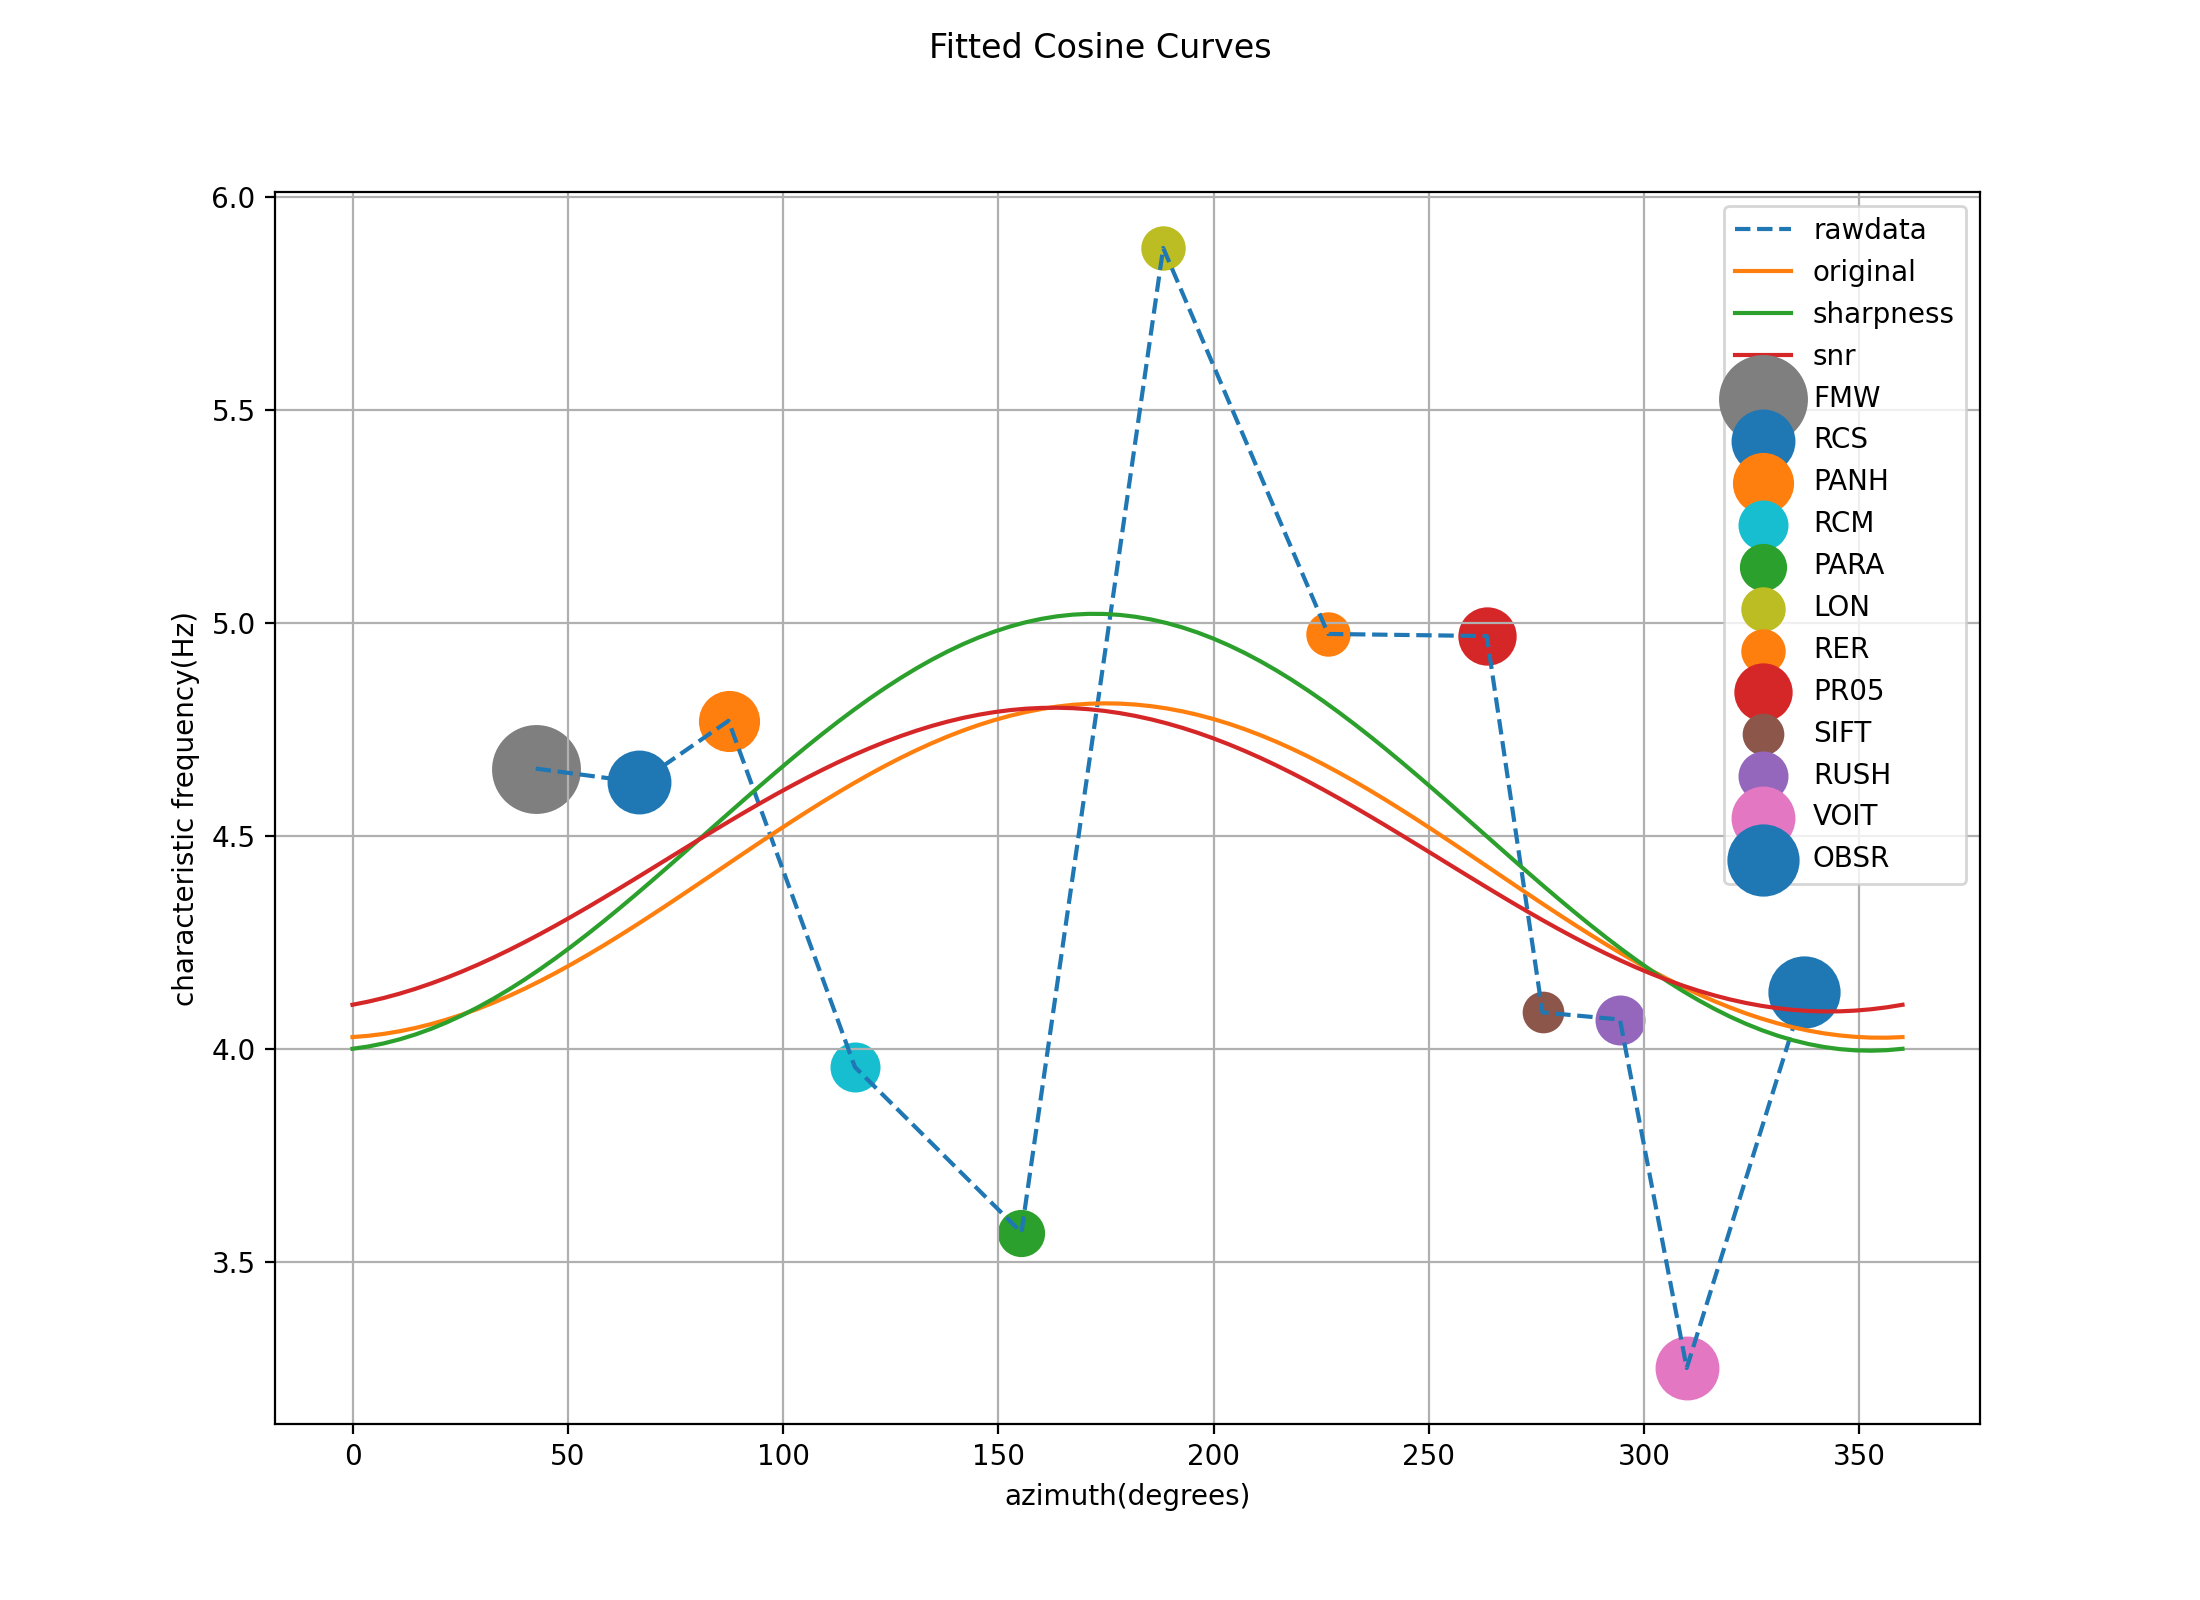 Fitted Cosine Curves
6.0
5.5
5.0
4.5
4.0
3.5
characteristic frequency(Hz)
0 50 100 150 200 250 300 350
azimuth(degrees)
rawdata
original
sharpness
snr
FMW
RCS
PANH
RCM
PARA
LON
RER
PR05
SIFT
RUSH
VOIT
OBSR